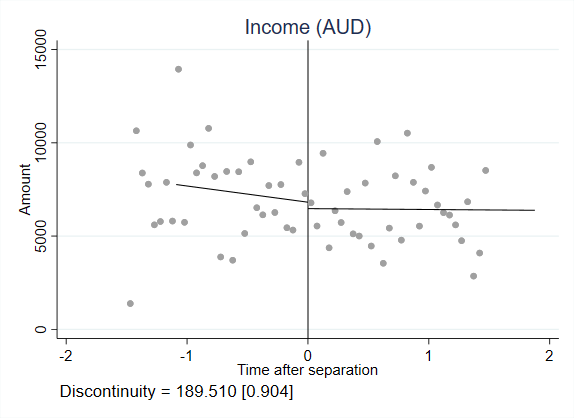 Income (AUD)
15000
10000
5000
0
Amount
-2
-1
0
1
2
Time after separation
Discontinuity = 189.510 [0.904]